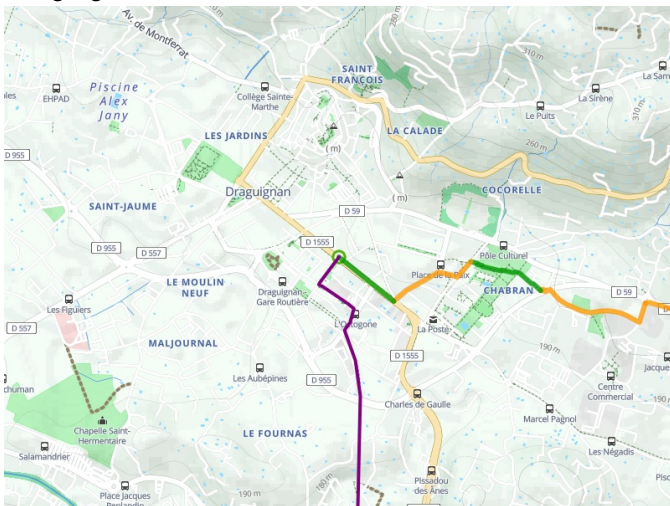 Av. de Montferrat
310 m
280 m
SAINT
FRANÇOIS
La Sirène
Piscine
Alex
Jany
EHPAD
Collège Sainte-
Marthe
Le Puits
310 m
LES JARDINS
LA CALADE
( m)
260 m
D 955
Draguignan
COCORELLE
( m)
SAINT-JAUME
D 59
D 1555
D 955
D 557
Pôle Culturel
LE MOULIN
NEUF
Place de la Paix
CHABRAN
D 59
Draguignan
Gare Routière
Les Figuiers
L'Octogone
La Poste
D 557
MALJOURNAL
190 m
D 1555
Les Aubépines
D 955
Centre
Commercial
Charles de Gaulle
Marcel Pagnol
Chapelle Saint-
Hermentaire
LE FOURNAS
Les Négadis
Salamandrier
Pissadou
des Ânes
Place Jacques
190 m
180 m